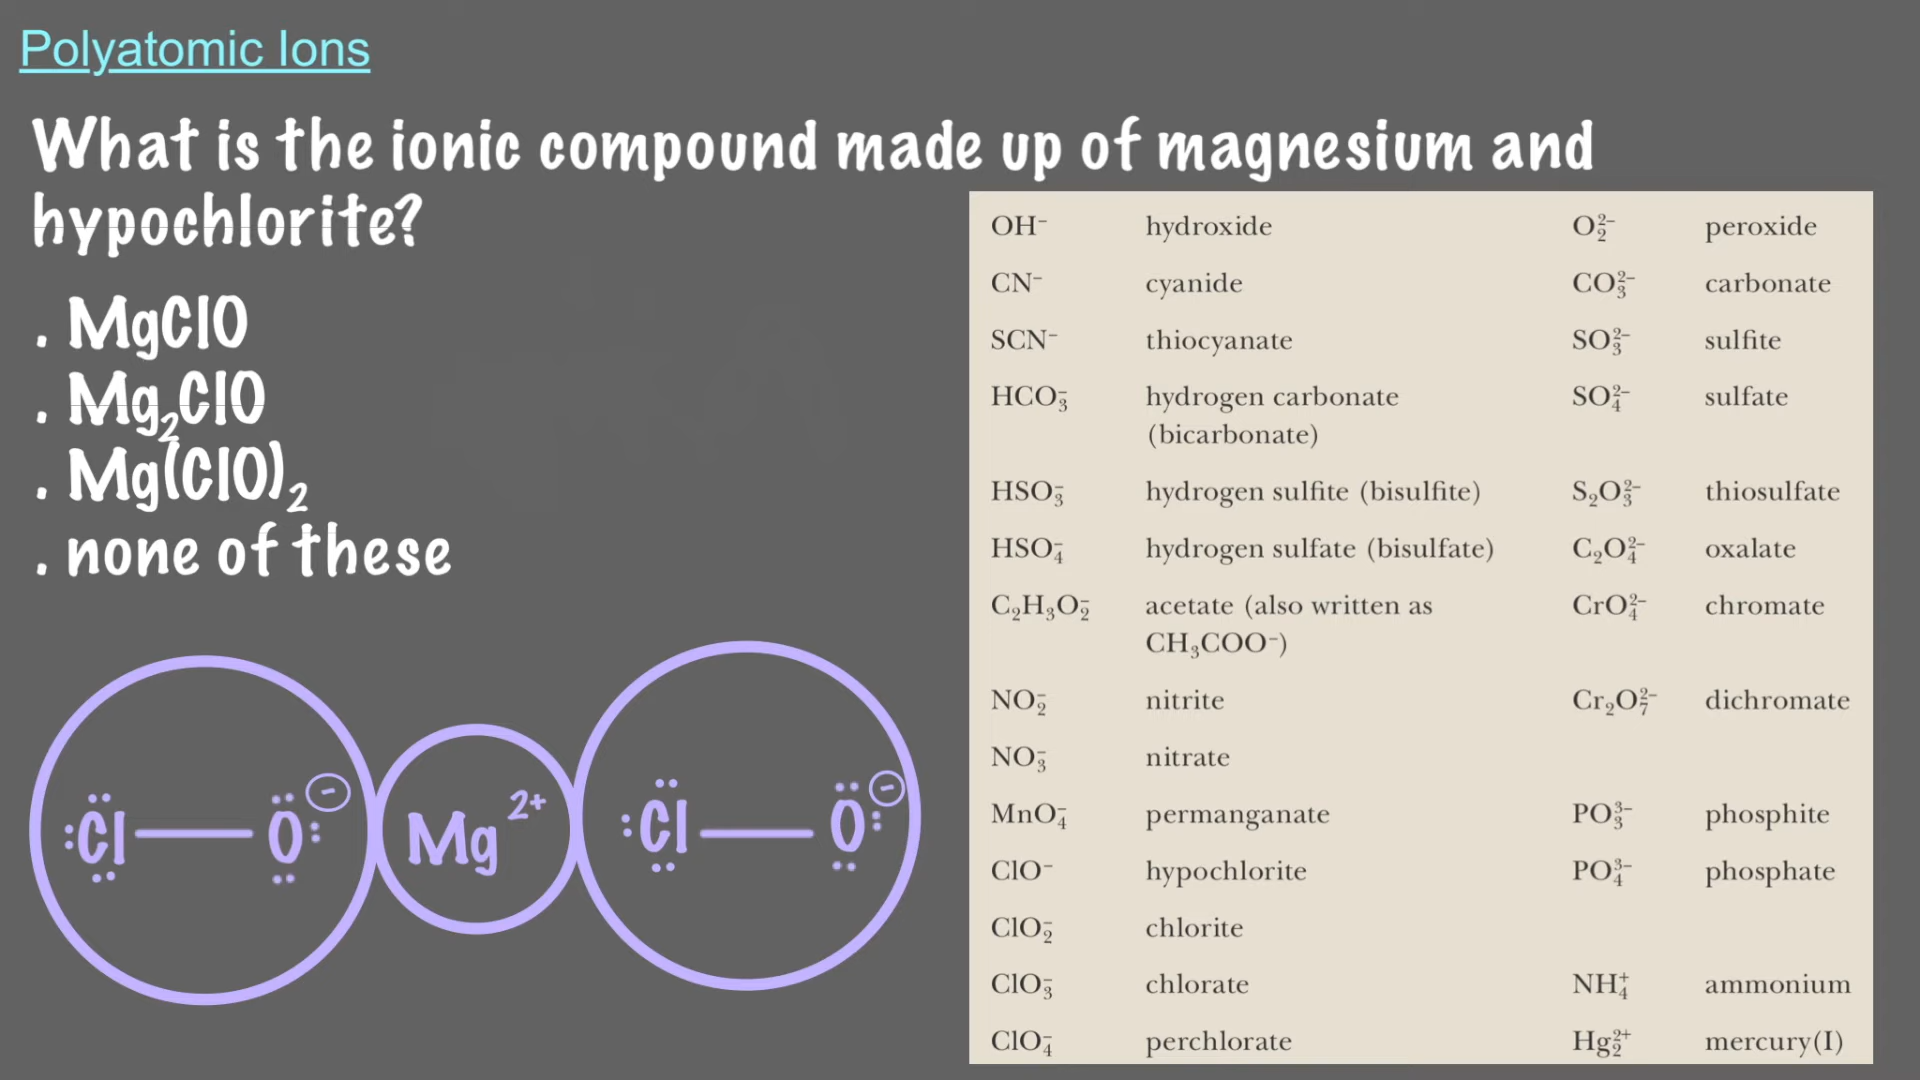 Polyatomic Ions
What is the ionic compound made up of magnesium and
hypochlorite?
. MgClO
. Mg₂ClO
. Mg(ClO)₂
. none of these
:Cl — O: ⊖ Mg ²⁺ :Cl — O: ⊖
OH⁻ hydroxide O₂²⁻ peroxide
CN⁻ cyanide CO₃²⁻ carbonate
SCN⁻ thiocyanate SO₃²⁻ sulfite
HCO₃⁻ hydrogen carbonate SO₄²⁻ sulfate
(bicarbonate)
HSO₃⁻ hydrogen sulfite (bisulfite) S₂O₃²⁻ thiosulfate
HSO₄⁻ hydrogen sulfate (bisulfate) C₂O₄²⁻ oxalate
C₂H₃O₂⁻ acetate (also written as CrO₄²⁻ chromate
CH₃COO⁻)
NO₂⁻ nitrite Cr₂O₇²⁻ dichromate
NO₃⁻ nitrate
MnO₄⁻ permanganate PO₃³⁻ phosphite
ClO⁻ hypochlorite PO₄³⁻ phosphate
ClO₂⁻ chlorite
ClO₃⁻ chlorate NH₄⁺ ammonium
ClO₄⁻ perchlorate Hg₂²⁺ mercury(I)